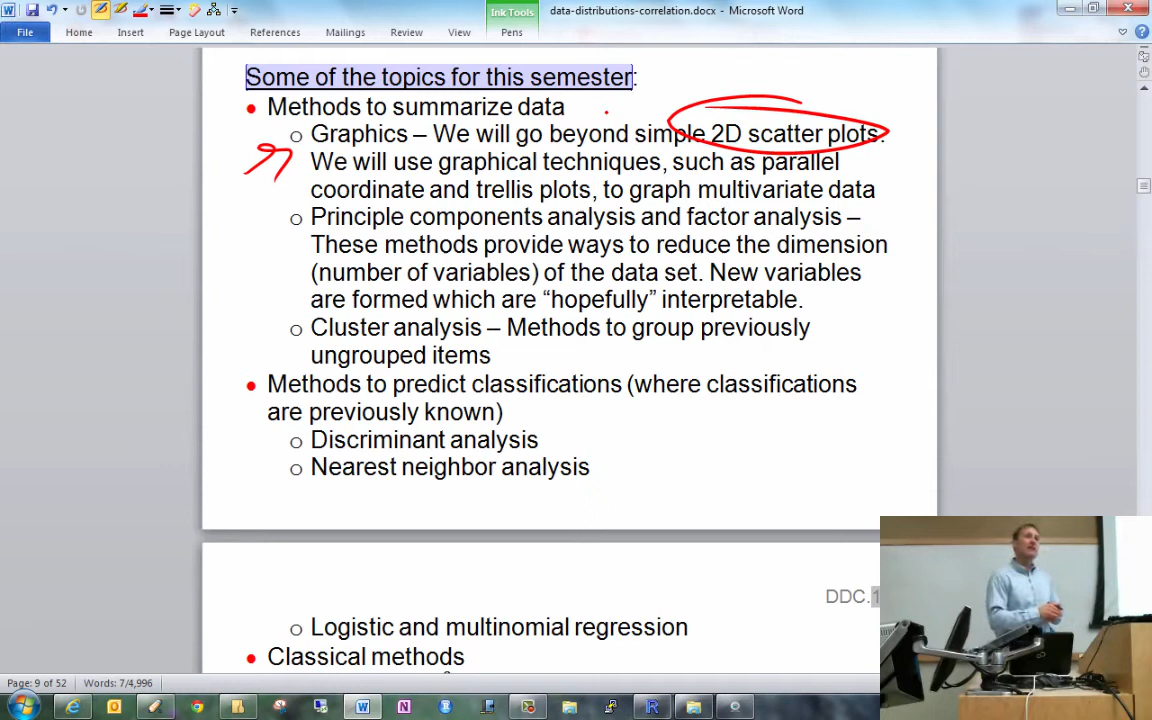 Ink Tools
data-distributions-correlation.docx - Microsoft Word
File Home Insert Page Layout References Mailings Review View Pens
Some of the topics for this semester:
Methods to summarize data
Graphics – We will go beyond simple 2D scatter plots.
We will use graphical techniques, such as parallel
coordinate and trellis plots, to graph multivariate data
Principle components analysis and factor analysis –
These methods provide ways to reduce the dimension
(number of variables) of the data set. New variables
are formed which are “hopefully” interpretable.
Cluster analysis – Methods to group previously
ungrouped items
Methods to predict classifications (where classifications
are previously known)
Discriminant analysis
Nearest neighbor analysis
DDC.1
Logistic and multinomial regression
Classical methods
Page: 9 of 52 Words: 7/4,996